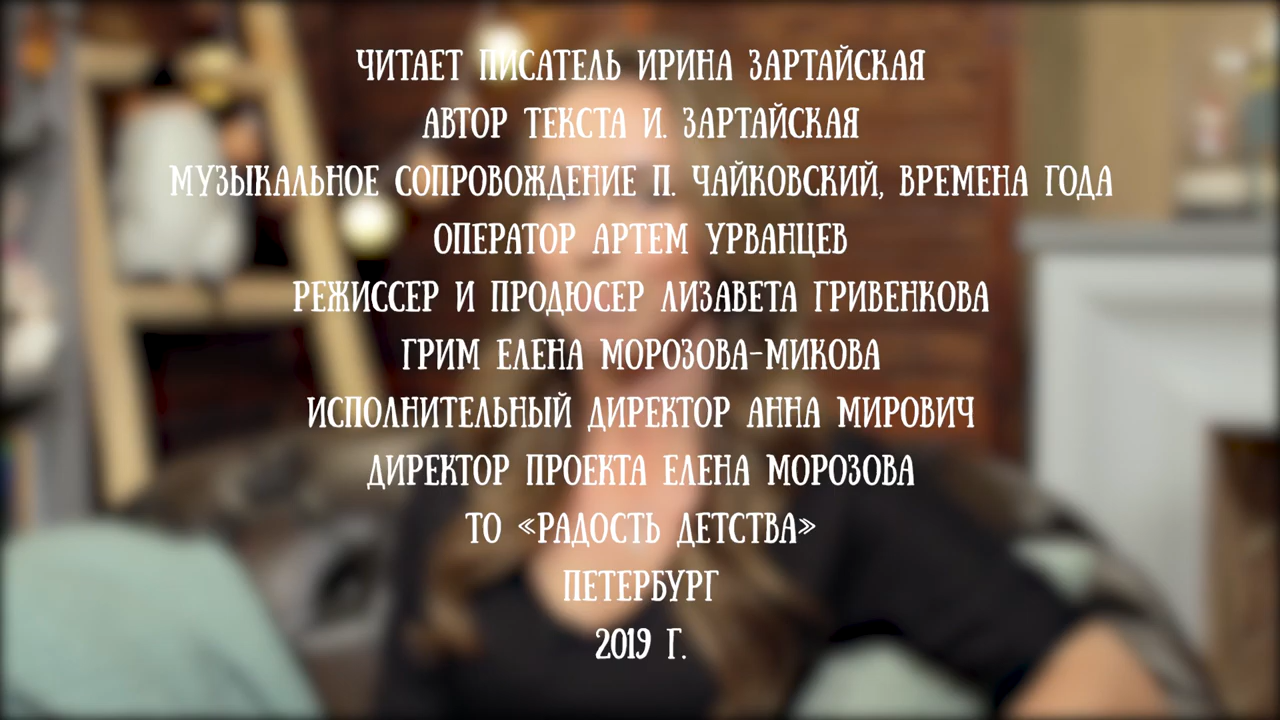 ЧИТАЕТ ПИСАТЕЛЬ ИРИНА ЗАРТАЙСКАЯ
АВТОР ТЕКСТА И. ЗАРТАЙСКАЯ
МУЗЫКАЛЬНОЕ СОПРОВОЖДЕНИЕ П. ЧАЙКОВСКИЙ, ВРЕМЕНА ГОДА
ОПЕРАТОР АРТЕМ УРВАНЦЕВ
РЕЖИССЕР И ПРОДЮСЕР ЛИЗАВЕТА ГРИВЕНКОВА
ГРИМ ЕЛЕНА МОРОЗОВА-МИКОВА
ИСПОЛНИТЕЛЬНЫЙ ДИРЕКТОР АННА МИРОВИЧ
ДИРЕКТОР ПРОЕКТА ЕЛЕНА МОРОЗОВА
ТО «РАДОСТЬ ДЕТСТВА»
ПЕТЕРБУРГ
2019 Г.